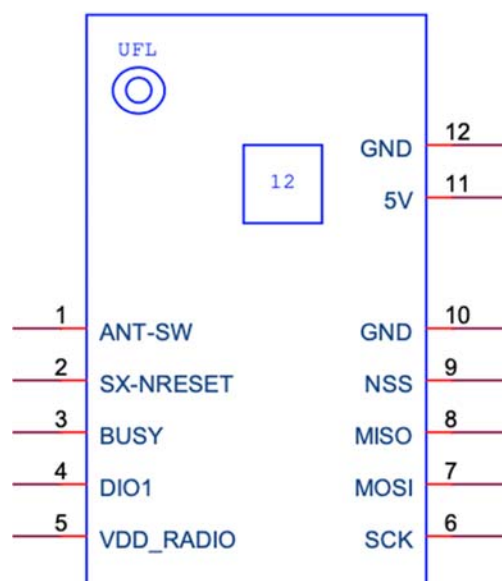 UFL
GND 12
12
5V 11
1 ANT-SW GND 10
2 SX-NRESET NSS 9
3 BUSY MISO 8
4 DIO1 MOSI 7
5 VDD_RADIO SCK 6